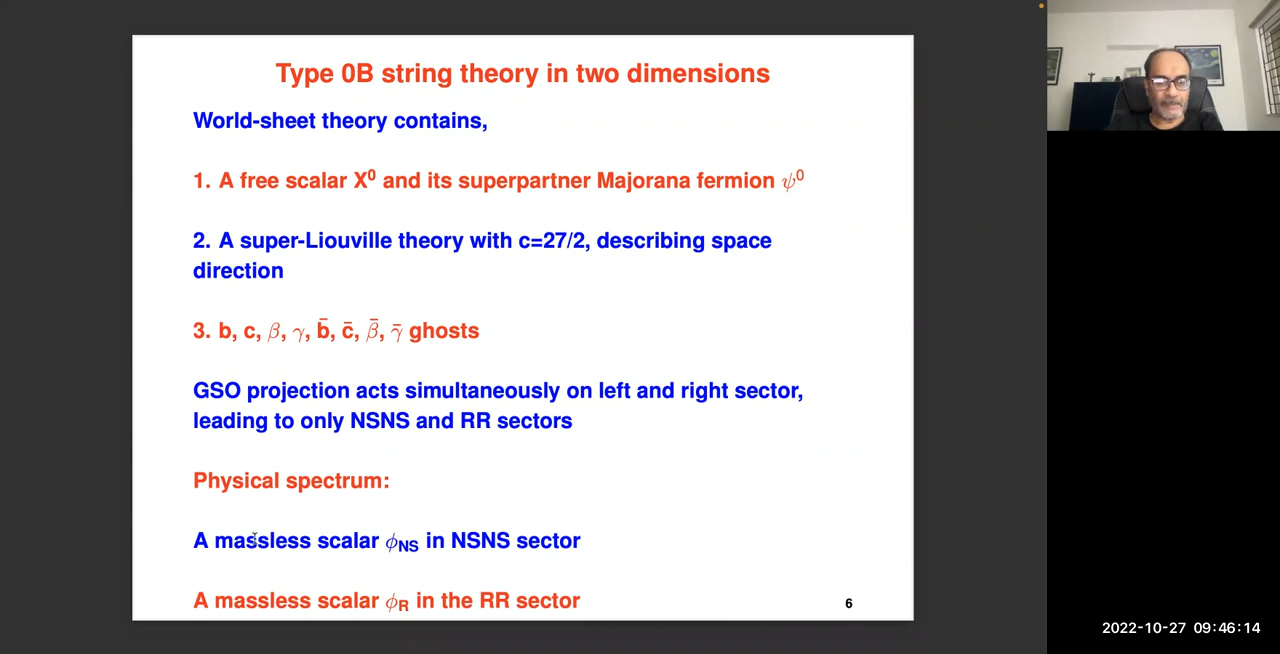 Type 0B string theory in two dimensions
World-sheet theory contains,
1. A free scalar X⁰ and its superpartner Majorana fermion ψ⁰
2. A super-Liouville theory with c=27/2, describing space
direction
3. b, c, β, γ, b̄, c̄, β̄, γ̄ ghosts
GSO projection acts simultaneously on left and right sector,
leading to only NSNS and RR sectors
Physical spectrum:
A massless scalar ϕ_NS in NSNS sector
A massless scalar ϕ_R in the RR sector
6
2022-10-27 09:46:14